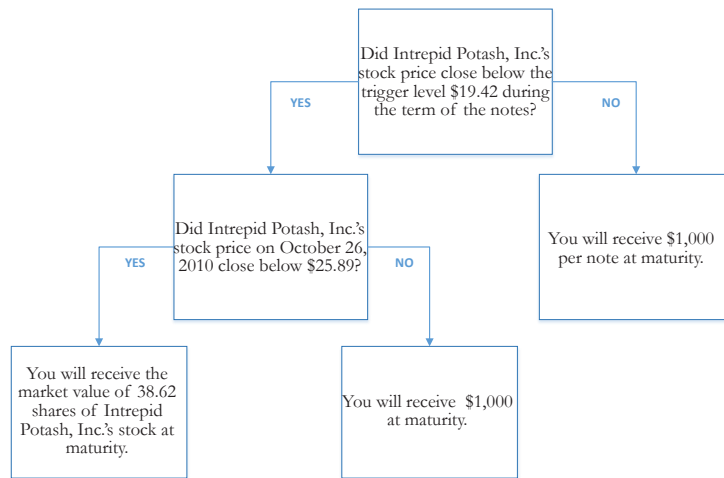 Did Intrepid Potash, Inc.'s
stock price close below the
trigger level $19.42 during
the term of the notes?
YES
NO
Did Intrepid Potash, Inc.'s
stock price on October 26,
2010 close below $25.89?
You will receive $1,000
per note at maturity.
YES
NO
You will receive the
market value of 38.62
shares of Intrepid
Potash, Inc.'s stock at
maturity.
You will receive $1,000
at maturity.